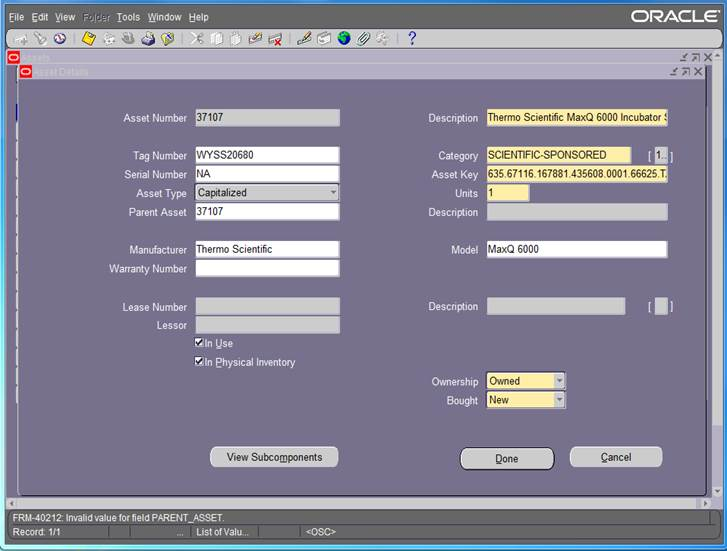 File Edit View Folder Tools Window Help
ORACLE
Assets
Asset Details
Asset Number 37107
Description Thermo Scientific MaxQ 6000 Incubator S
Tag Number WYSS20680
Category SCIENTIFIC-SPONSORED [ 1.. ]
Serial Number NA
Asset Key 635.67116.167881.435608.0001.66625.T.
Asset Type Capitalized
Units 1
Parent Asset 37107
Description
Manufacturer Thermo Scientific
Model MaxQ 6000
Warranty Number
Lease Number
Description [ ]
Lessor
In Use
In Physical Inventory
Ownership Owned
Bought New
View Subcomponents
Done
Cancel
FRM-40212: Invalid value for field PARENT_ASSET.
Record: 1/1 ... List of Valu... <OSC>